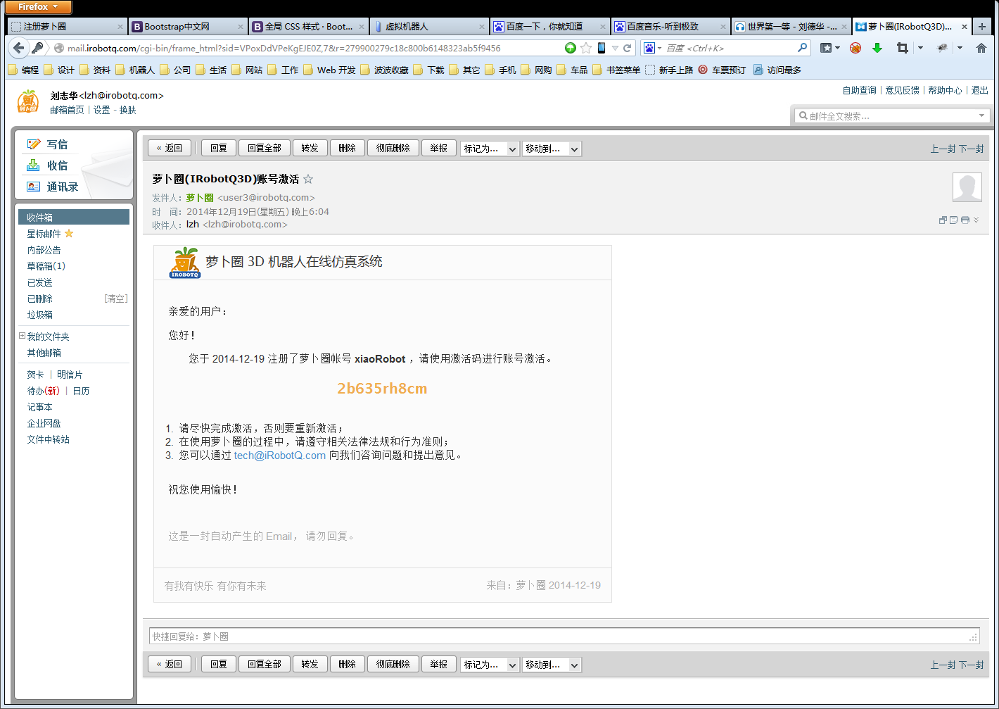 Firefox
注册萝卜圈
Bootstrap中文网
全局 CSS 样式 · Boot...
虚拟机器人
百度一下，你就知道
百度音乐-听到极致
世界第一等 - 刘德华 -...
萝卜圈(IRobotQ3D)...
mail.irobotq.com/cgi-bin/frame_html?sid=VPoxDdVPeKgEJE0Z,7&r=279900279c18c800b6148323ab5f9456
百度 <Ctrl+K>
编程 设计 资料 机器人 公司 生活 网站 工作 Web 开发 波波收藏 下载 其它 手机 网购 车品 书签菜单 新手上路 车票预订 访问最多
萝卜圈
刘志华<lzh@irobotq.com>
邮箱首页 | 设置 - 换肤
自助查询 | 意见反馈 | 帮助中心 | 退出
邮件全文搜索...
写信
收信
通讯录
收件箱
星标邮件
内部公告
草稿箱(1)
已发送
已删除 [清空]
垃圾箱
我的文件夹
其他邮箱
贺卡 | 明信片
待办(新) | 日历
记事本
企业网盘
文件中转站
« 返回 回复 回复全部 转发 删除 彻底删除 举报 标记为... 移动到... 上一封 下一封
萝卜圈(IRobotQ3D)账号激活
发件人：萝卜圈 <user3@irobotq.com>
时 间：2014年12月19日(星期五) 晚上6:04
收件人：lzh <lzh@irobotq.com>
IROBOTQ
萝卜圈 3D 机器人在线仿真系统
亲爱的用户：
您好！
您于 2014-12-19 注册了萝卜圈帐号 xiaoRobot ，请使用激活码进行账号激活。
2b635rh8cm
1. 请尽快完成激活，否则要重新激活；
2. 在使用萝卜圈的过程中，请遵守相关法律法规和行为准则；
3. 您可以通过 tech@iRobotQ.com 向我们咨询问题和提出意见。
祝您使用愉快！
这是一封自动产生的 Email， 请勿回复。
有我有快乐 有你有未来
来自：萝卜圈 2014-12-19
快捷回复给：萝卜圈
« 返回 回复 回复全部 转发 删除 彻底删除 举报 标记为... 移动到... 上一封 下一封